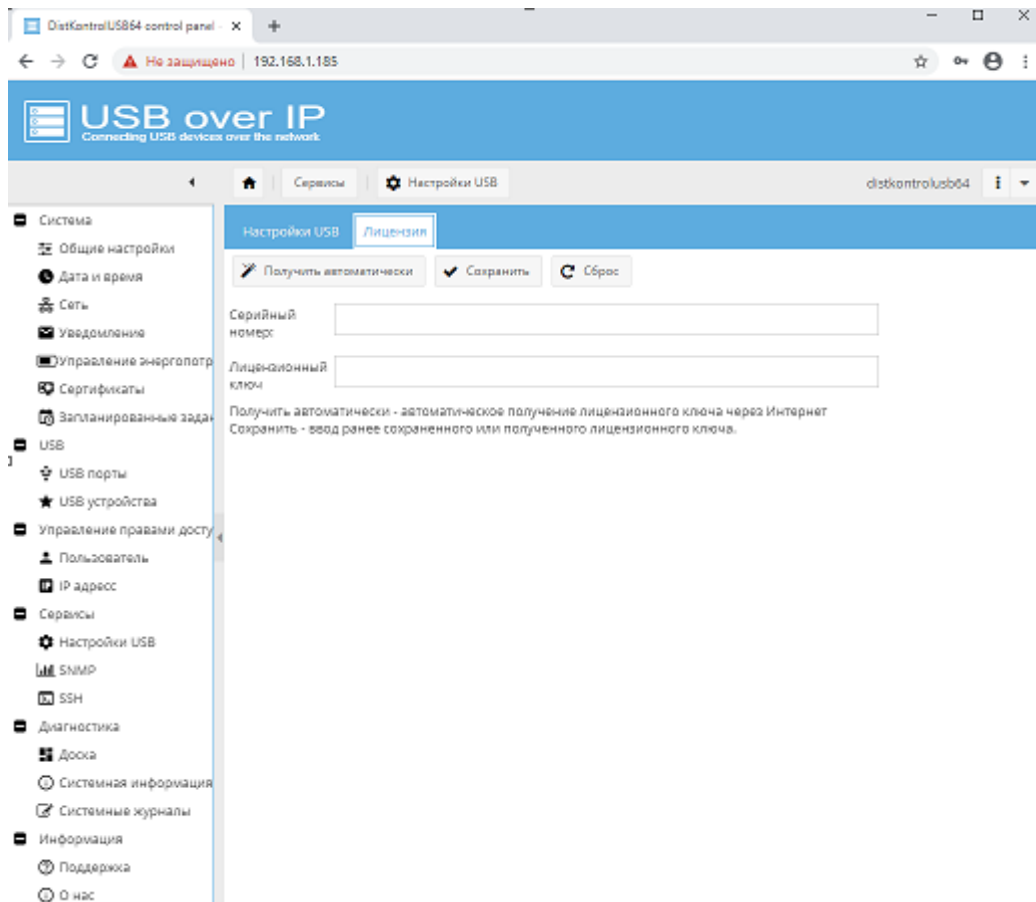 DistKontrolUSB64 control panel -
Не защищено
192.168.1.185
USB over IP
Connecting USB devices over the network
Сервисы
Настройки USB
distkontrolusb64
Система
Общие настройки
Дата и время
Сеть
Уведомление
Управление энергопотр
Сертификаты
Запланированные задан
USB
USB порты
USB устройства
Управление правами досту
Пользователь
IP адресс
Сервисы
Настройки USB
SNMP
SSH
Диагностика
Доска
Системная информация
Системные журналы
Информация
Поддержка
О нас
Настройки USB
Лицензия
Получить автоматически
Сохранить
Сброс
Серийный
номер:
Лицензионный
ключ
Получить автоматически - автоматическое получение лицензионного ключа через Интернет
Сохранить - ввод ранее сохраненного или полученного лицензионного ключа.